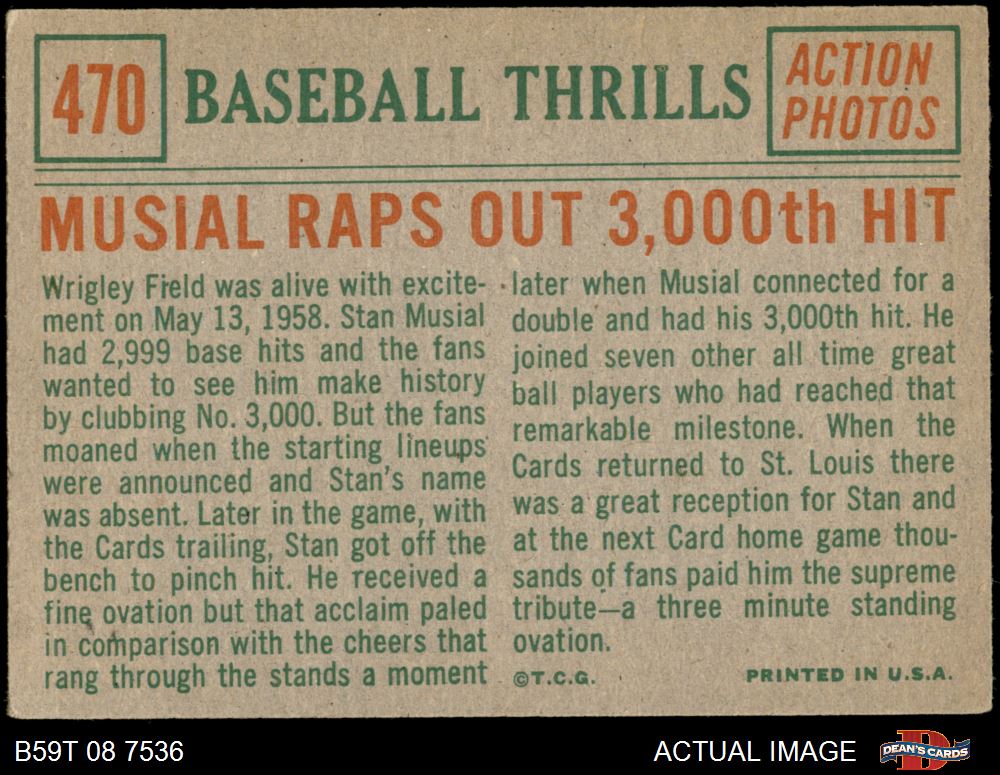 470
BASEBALL THRILLS
ACTION
PHOTOS
MUSIAL RAPS OUT 3,000th HIT
Wrigley Field was alive with excite-
ment on May 13, 1958. Stan Musial
had 2,999 base hits and the fans
wanted to see him make history
by clubbing No. 3,000. But the fans
moaned when the starting lineups
were announced and Stan's name
was absent. Later in the game, with
the Cards trailing, Stan got off the
bench to pinch hit. He received a
fine ovation but that acclaim paled
in comparison with the cheers that
rang through the stands a moment
later when Musial connected for a
double and had his 3,000th hit. He
joined seven other all time great
ball players who had reached that
remarkable milestone. When the
Cards returned to St. Louis there
was a great reception for Stan and
at the next Card home game thou-
sands of fans paid him the supreme
tribute—a three minute standing
ovation.
©T.C.G.
PRINTED IN U.S.A.
B59T 08 7536
ACTUAL IMAGE
D
DEAN'S CARDS